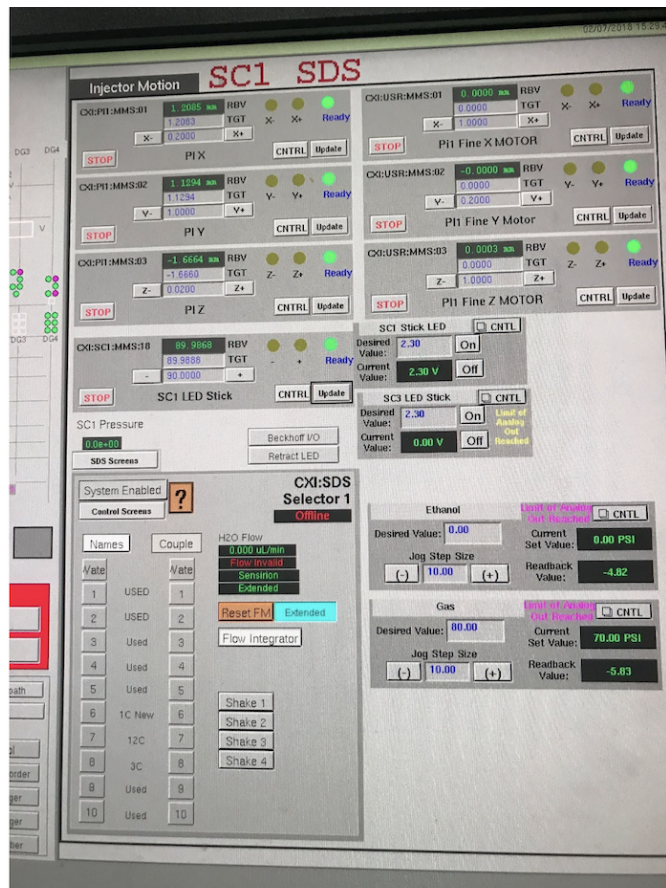 02/07/2018 15:29:4
SC1 SDS
Injector Motion
CXI:PI1:MMS:01 1.2085 mm RBV
1.2083 TGT X- X+ Ready
X- 0.2000 X+
STOP PI X CNTRL Update
CXI:USR:MMS:01 0.0000 mm RBV
0.0000 TGT X- X+ Ready
X- 1.0000 X+
STOP Pi1 Fine X MOTOR CNTRL Update
CXI:PI1:MMS:02 1.1294 mm RBV
1.1294 TGT Y- Y+ Ready
Y- 1.0000 Y+
STOP PI Y CNTRL Update
CXI:USR:MMS:02 -0.0000 mm RBV
0.0000 TGT Y- Y+ Ready
Y- 0.2000 Y+
STOP PI1 Fine Y Motor CNTRL Update
CXI:PI1:MMS:03 -1.6664 mm RBV
-1.6660 TGT Z- Z+ Ready
Z- 0.0200 Z+
STOP PI Z CNTRL Update
CXI:USR:MMS:03 0.0003 mm RBV
0.0000 TGT Z- Z+ Ready
Z- 1.0000 Z+
STOP PI1 Fine Z MOTOR CNTRL Update
CXI:SC1:MMS:18 89.9868 RBV
89.9888 TGT - + Ready
- 90.0000 +
STOP SC1 LED Stick CNTRL Update
SC1 Stick LED CNTL
Desired Value: 2.30 On
Current Value: 2.30 V Off
SC3 LED Stick CNTL
Desired Value: 2.30 On
Current Value: 0.00 V Off
Limit of
Analog
Out
Reached
SC1 Pressure
0.0e+00
SDS Screens
Beckhoff I/O
Retract LED
System Enabled ?
Control Screens
CXI:SDS
Selector 1
Offline
Names Couple
Vate Vate
1 USED 1
2 USED 2
3 Used 3
4 Used 4
5 Used 5
6 1C New 6
7 12C 7
8 3C 8
9 Used 9
10 Used 10
H2O Flow
0.000 uL/min
Flow Invalid
Sensirion
Extended
Reset FM Extended
Flow Integrator
Shake 1
Shake 2
Shake 3
Shake 4
Ethanol
Limit of Analog
Out Reached
CNTL
Desired Value: 0.00
Current
Set Value: 0.00 PSI
Jog Step Size
(-) 10.00 (+)
Readback
Value: -4.82
Gas
Limit of Analog
Out Reached
CNTL
Desired Value: 80.00
Current
Set Value: 70.00 PSI
Jog Step Size
(-) 10.00 (+)
Readback
Value: -5.83
DG3 DG4
V
DG3 DG4
path
ol
order
ger
ger
ber